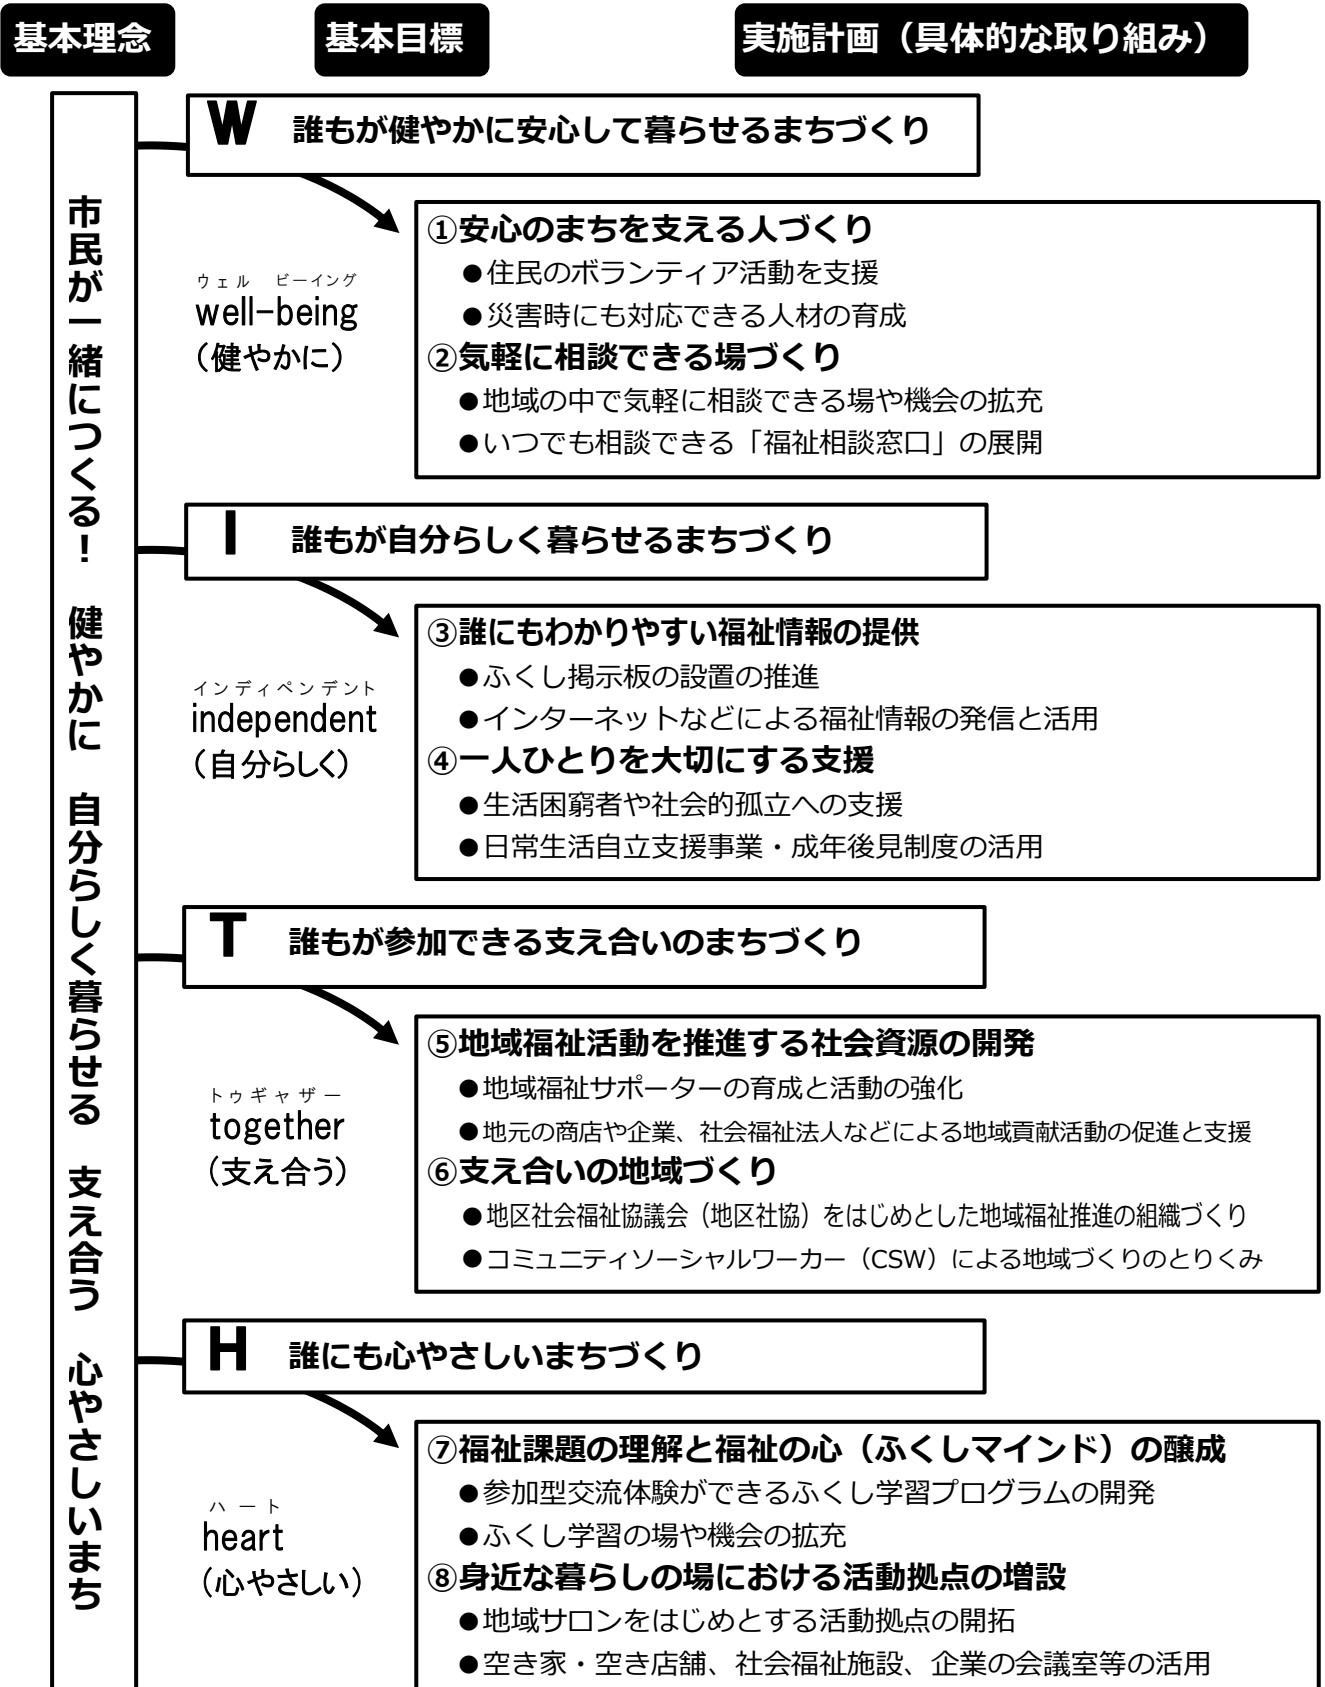 基本理念
基本目標
実施計画（具体的な取り組み）
市民が一緒につくる！　健やかに　自分らしく暮らせる　支え合う　心やさしいまち
W　誰もが健やかに安心して暮らせるまちづくり
ウェル　ビーイング
well-being
（健やかに）
①安心のまちを支える人づくり
●住民のボランティア活動を支援
●災害時にも対応できる人材の育成
②気軽に相談できる場づくり
●地域の中で気軽に相談できる場や機会の拡充
●いつでも相談できる「福祉相談窓口」の展開
I　誰もが自分らしく暮らせるまちづくり
インディペンデント
independent
（自分らしく）
③誰にもわかりやすい福祉情報の提供
●ふくし掲示板の設置の推進
●インターネットなどによる福祉情報の発信と活用
④一人ひとりを大切にする支援
●生活困窮者や社会的孤立への支援
●日常生活自立支援事業・成年後見制度の活用
T　誰もが参加できる支え合いのまちづくり
トゥギャザー
together
（支え合う）
⑤地域福祉活動を推進する社会資源の開発
●地域福祉サポーターの育成と活動の強化
●地元の商店や企業、社会福祉法人などによる地域貢献活動の促進と支援
⑥支え合いの地域づくり
●地区社会福祉協議会（地区社協）をはじめとした地域福祉推進の組織づくり
●コミュニティソーシャルワーカー（CSW）による地域づくりのとりくみ
H　誰にも心やさしいまちづくり
ハート
heart
（心やさしい）
⑦福祉課題の理解と福祉の心（ふくしマインド）の醸成
●参加型交流体験ができるふくし学習プログラムの開発
●ふくし学習の場や機会の拡充
⑧身近な暮らしの場における活動拠点の増設
●地域サロンをはじめとする活動拠点の開拓
●空き家・空き店舗、社会福祉施設、企業の会議室等の活用